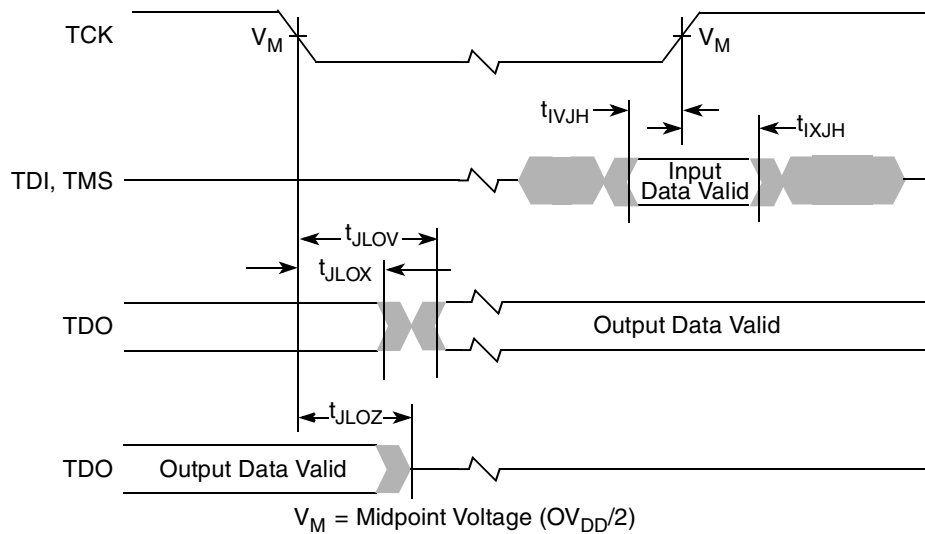 TCK
V_M
V_M
t_IVJH
t_IXJH
TDI, TMS
Input
Data Valid
t_JLOV
t_JLOX
TDO
Output Data Valid
t_JLOZ
TDO
Output Data Valid
V_M = Midpoint Voltage (OV_DD/2)